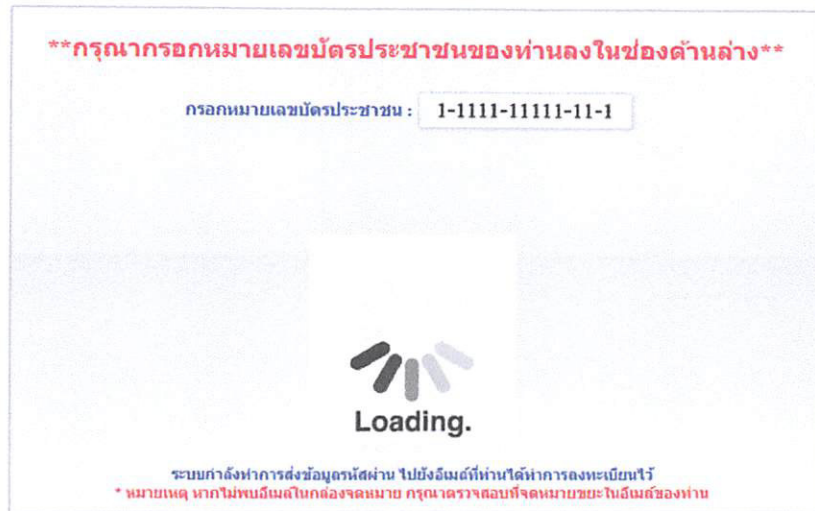 **กรุณากรอกหมายเลขบัตรประชาชนของท่านลงในช่องด้านล่าง**
กรอกหมายเลขบัตรประชาชน : 1-1111-11111-11-1
Loading.
ระบบกำลังทำการส่งข้อมูลรหัสผ่าน ไปยังอีเมล์ที่ท่านได้ทำการลงทะเบียนไว้
* หมายเหตุ หากไม่พบอีเมล์ในกล่องจดหมาย กรุณาตรวจสอบที่จดหมายขยะในอีเมล์ของท่าน